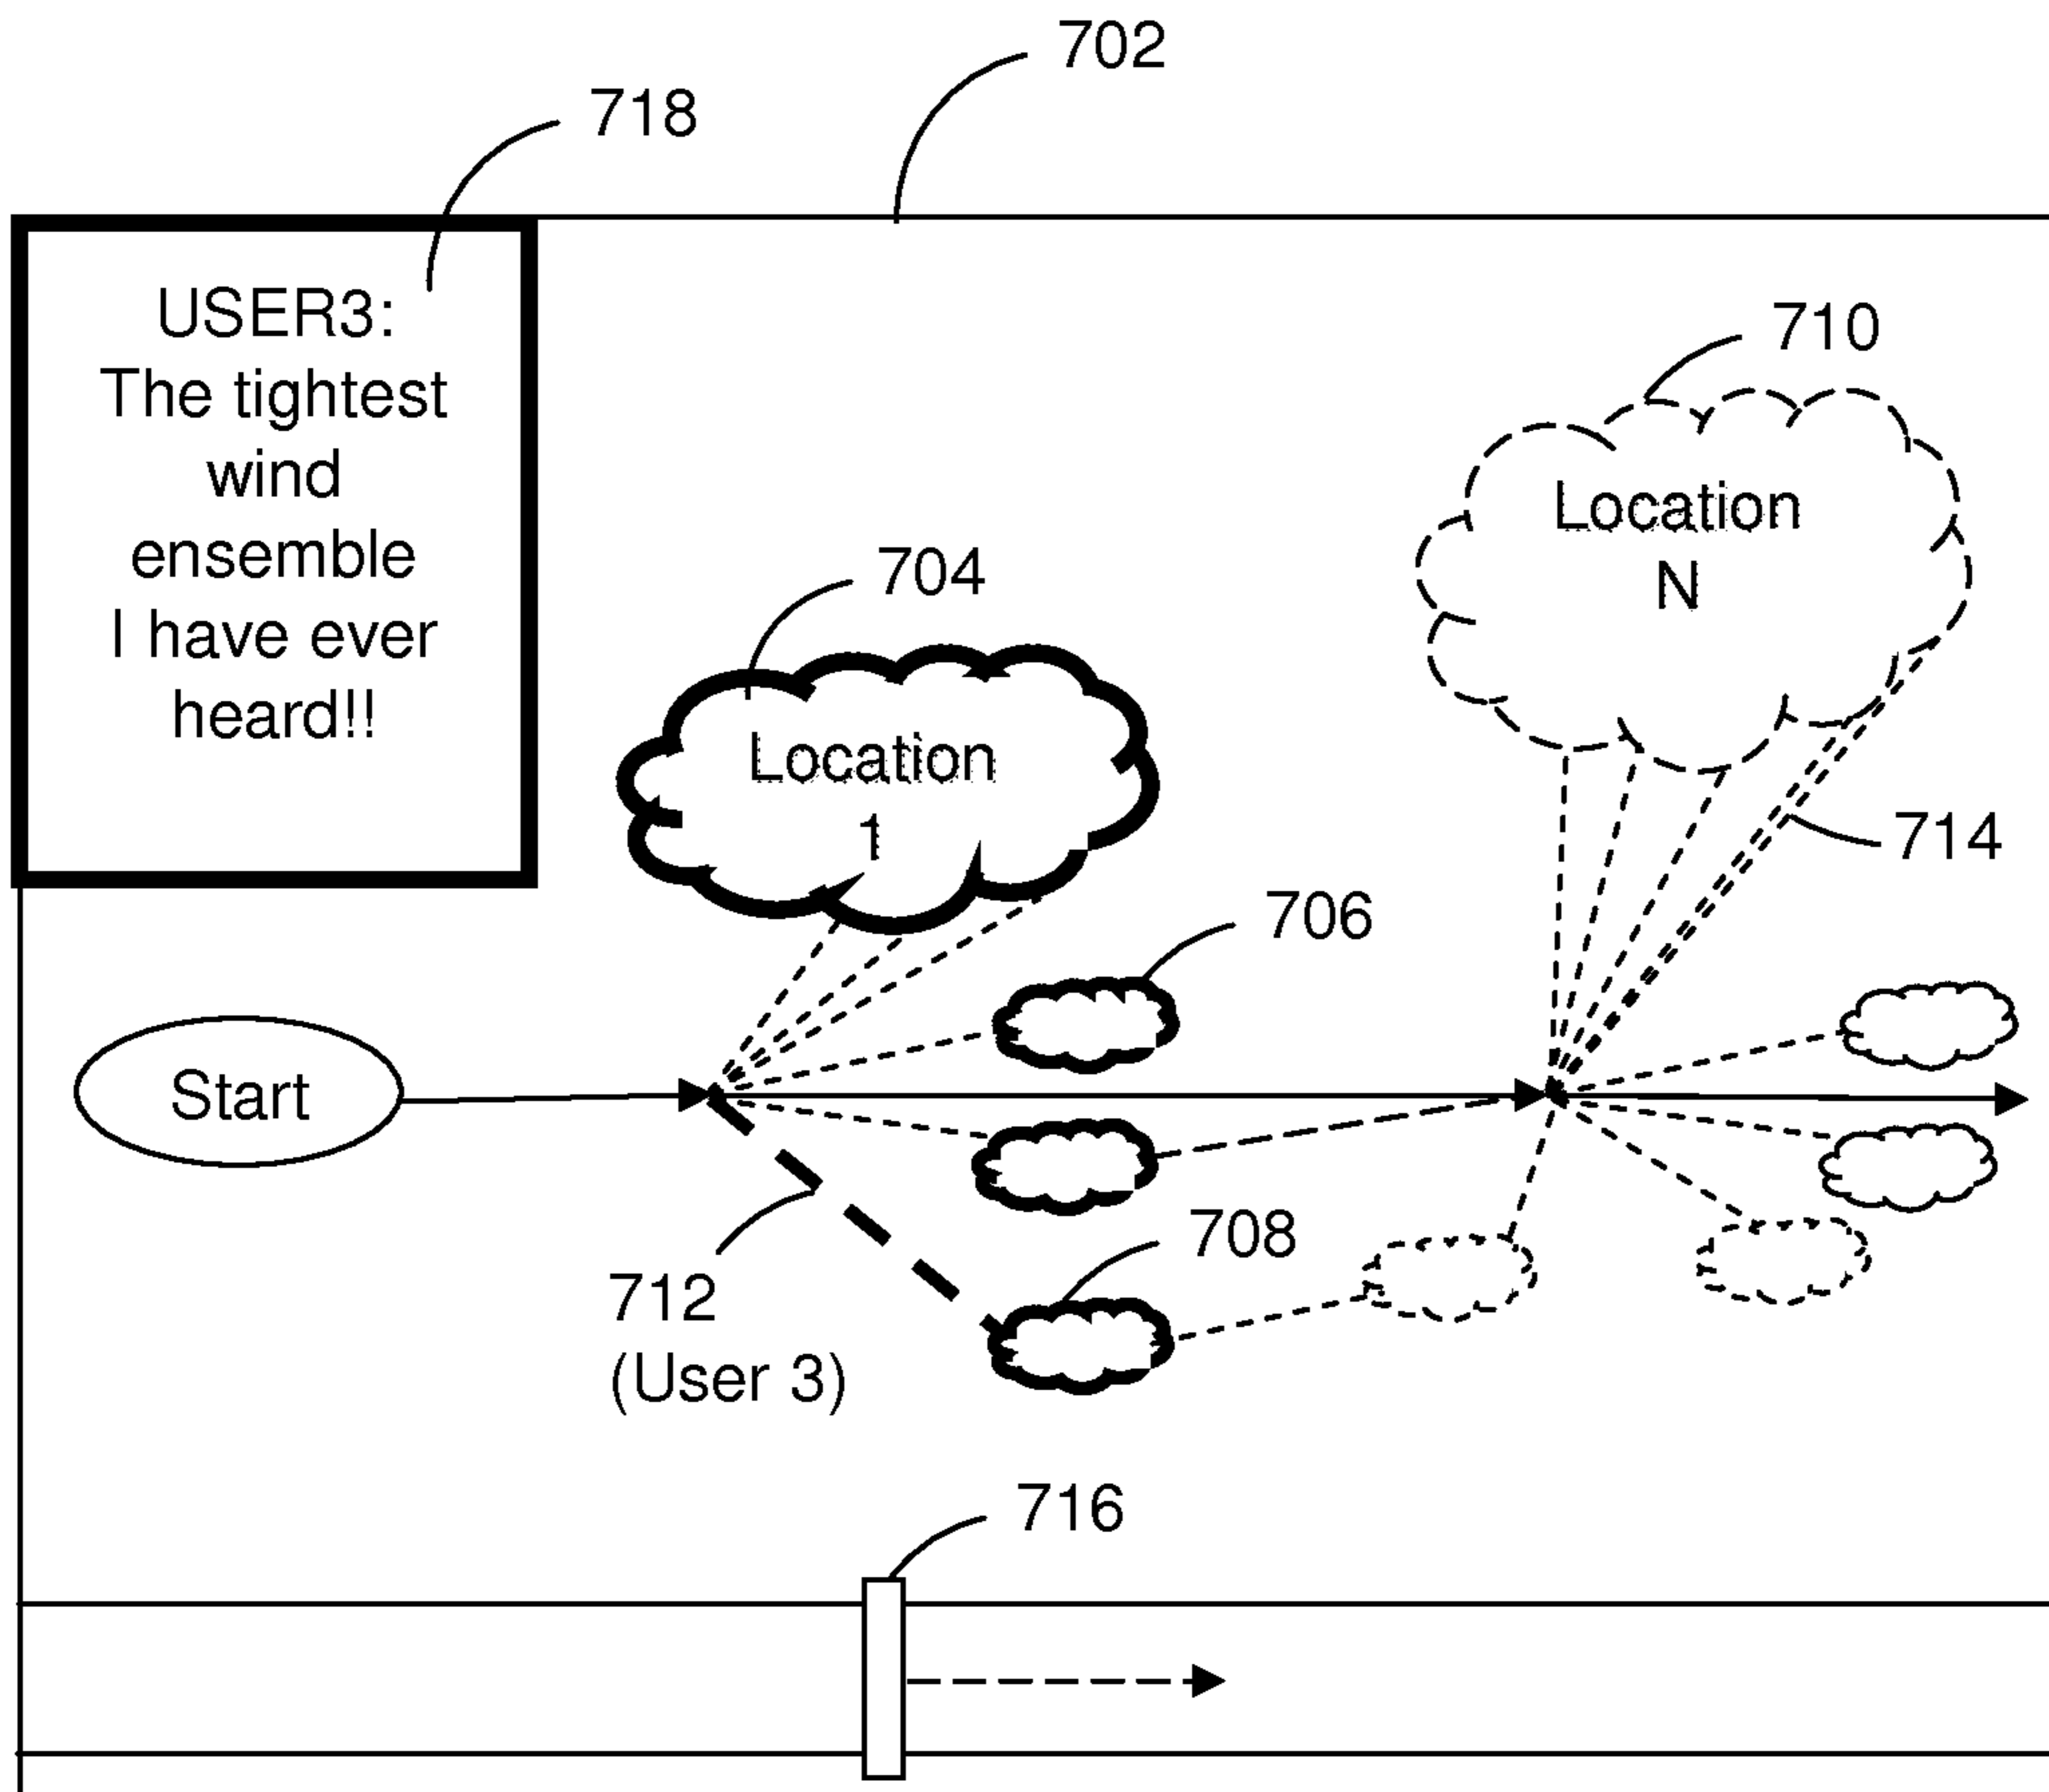 702
718
USER3:
The tightest
wind
ensemble
I have ever
heard!!
710
Location
N
704
Location
1
714
706
Start
708
712
(User 3)
716